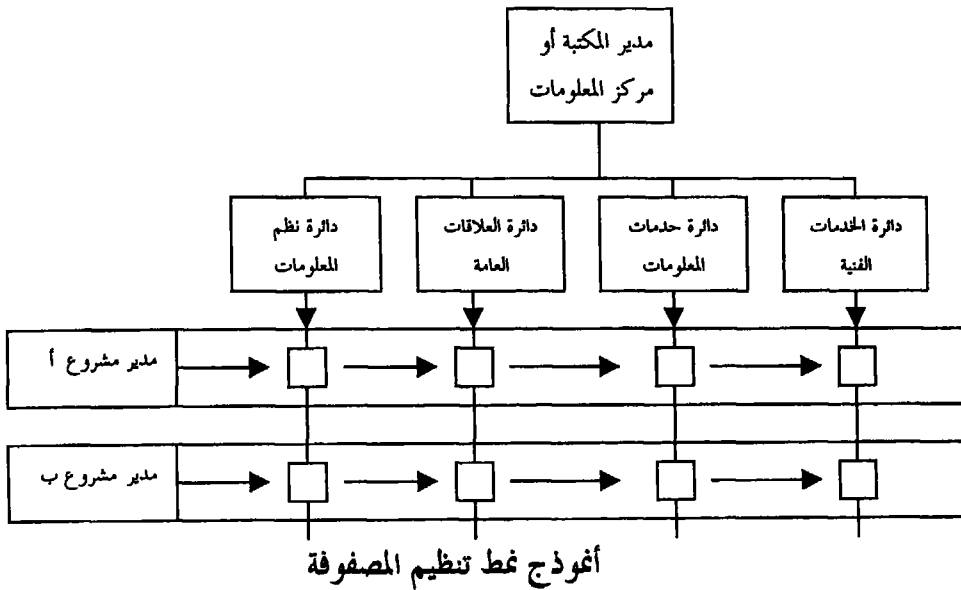 مدير المكتبة أو
مركز المعلومات
دائرة الخدمات
الفنية
دائرة حدمات
المعلومات
دائرة العلاقات
العامة
دائرة نظم
المعلومات
مدير مشروع أ
مدير مشروع ب
أنموذج نمط تنظيم المصفوفة